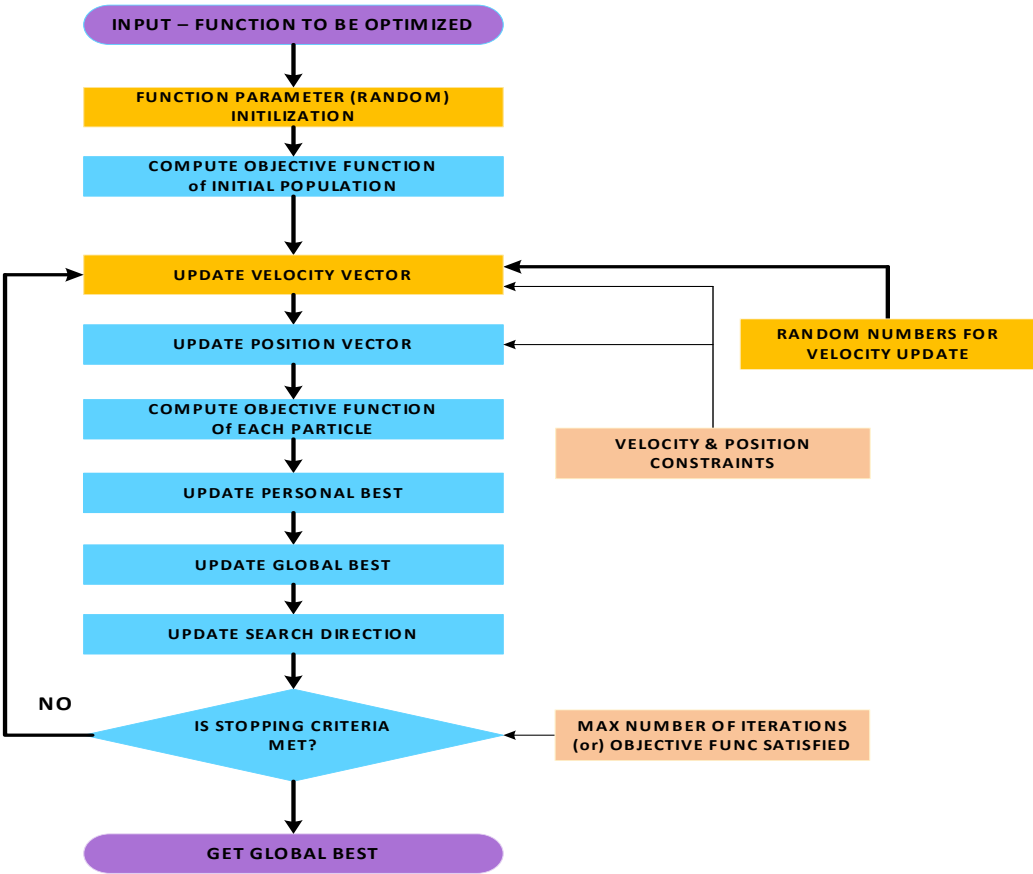 INPUT – FUNCTION TO BE OPTIMIZED
FUNCTION PARAMETER (RANDOM)
INITILIZATION
COMPUTE OBJECTIVE FUNCTION
of INITIAL POPULATION
UPDATE VELOCITY VECTOR
RANDOM NUMBERS FOR
VELOCITY UPDATE
UPDATE POSITION VECTOR
COMPUTE OBJECTIVE FUNCTION
Of EACH PARTICLE
VELOCITY & POSITION
CONSTRAINTS
UPDATE PERSONAL BEST
UPDATE GLOBAL BEST
UPDATE SEARCH DIRECTION
NO
IS STOPPING CRITERIA
MET?
MAX NUMBER OF ITERATIONS
(or) OBJECTIVE FUNC SATISFIED
GET GLOBAL BEST